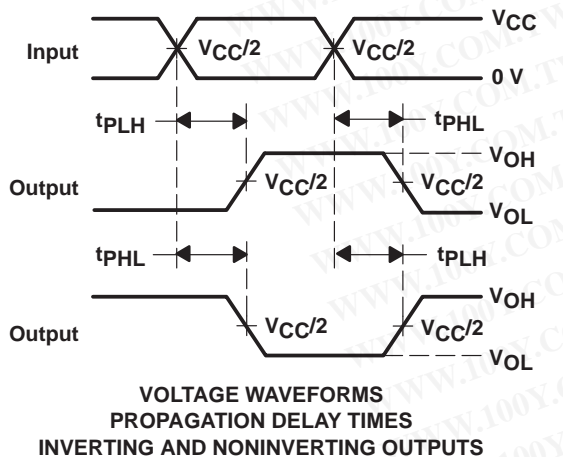 VCC
Input VCC/2 VCC/2
0 V
tPLH tPHL
VOH
Output VCC/2 VCC/2
VOL
tPHL tPLH
VOH
Output VCC/2 VCC/2
VOL
VOLTAGE WAVEFORMS
PROPAGATION DELAY TIMES
INVERTING AND NONINVERTING OUTPUTS